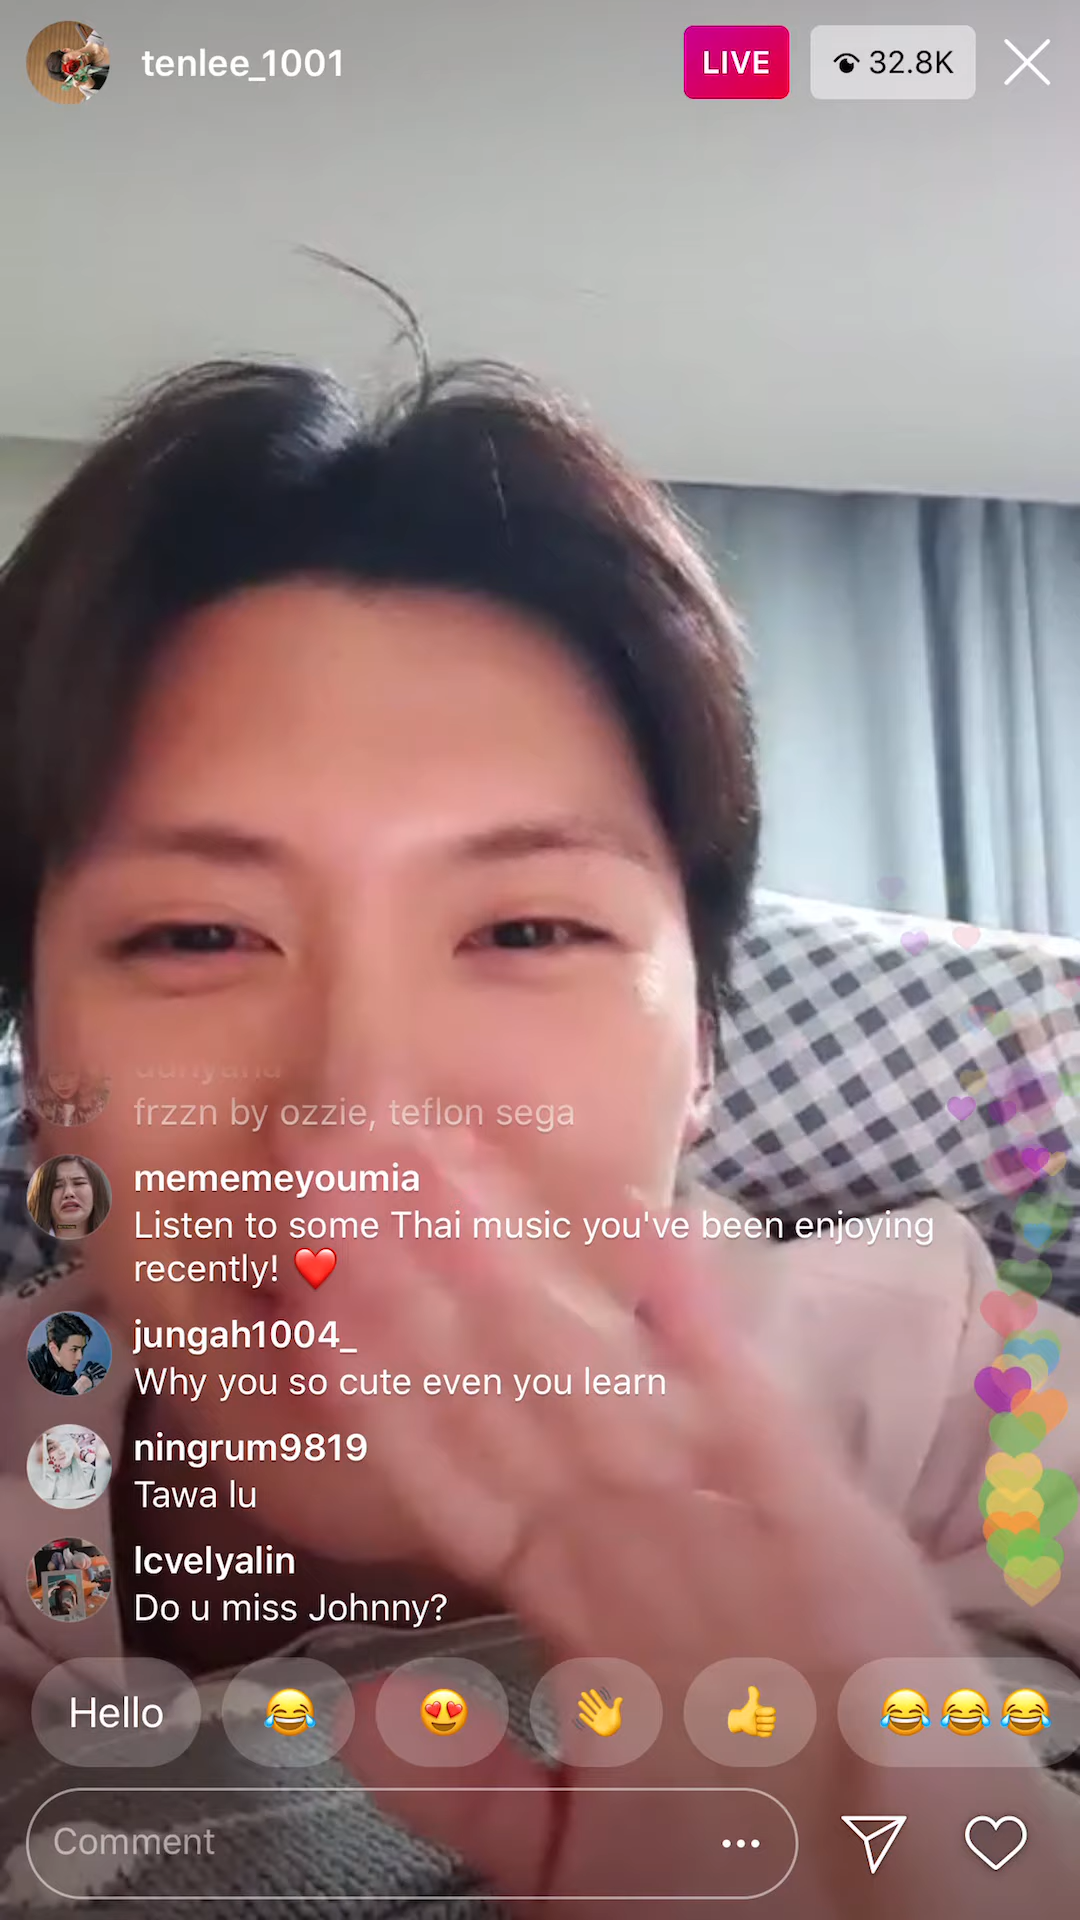 tenlee_1001
LIVE
32.8K
frzzn by ozzie, teflon sega
mememeyoumia
Listen to some Thai music you've been enjoying
recently! ❤️
jungah1004_
Why you so cute even you learn
ningrum9819
Tawa lu
lcvelyalin
Do u miss Johnny?
Hello 😂 😍 👋 👍 😂😂😂
Comment